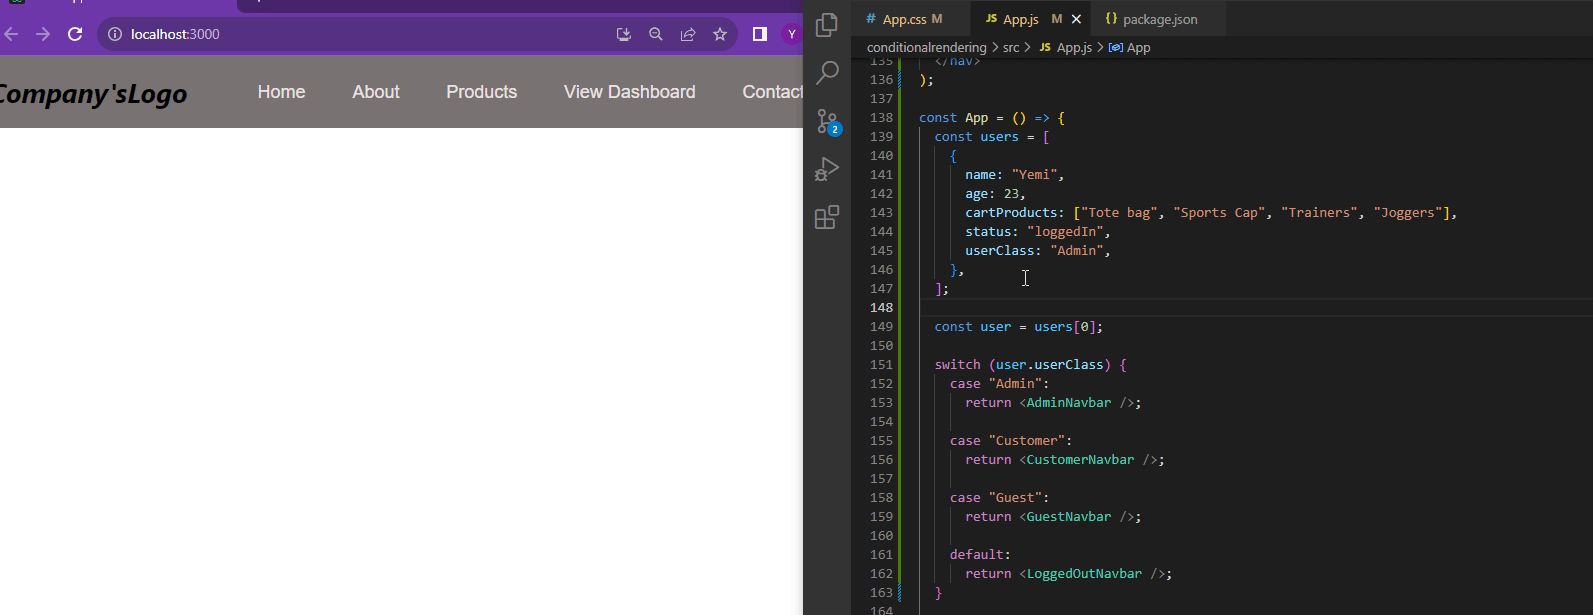 localhost:3000
Y
Company'sLogo Home About Products View Dashboard Contact
# App.css M JS App.js M × {} package.json
conditionalrendering > src > JS App.js > App
2
135 </nav>
136 );
137
138 const App = () => {
139 const users = [
140 {
141 name: "Yemi",
142 age: 23,
143 cartProducts: ["Tote bag", "Sports Cap", "Trainers", "Joggers"],
144 status: "loggedIn",
145 userClass: "Admin",
146 },
147 ];
148
149 const user = users[0];
150
151 switch (user.userClass) {
152 case "Admin":
153 return <AdminNavbar />;
154
155 case "Customer":
156 return <CustomerNavbar />;
157
158 case "Guest":
159 return <GuestNavbar />;
160
161 default:
162 return <LoggedOutNavbar />;
163 }
164